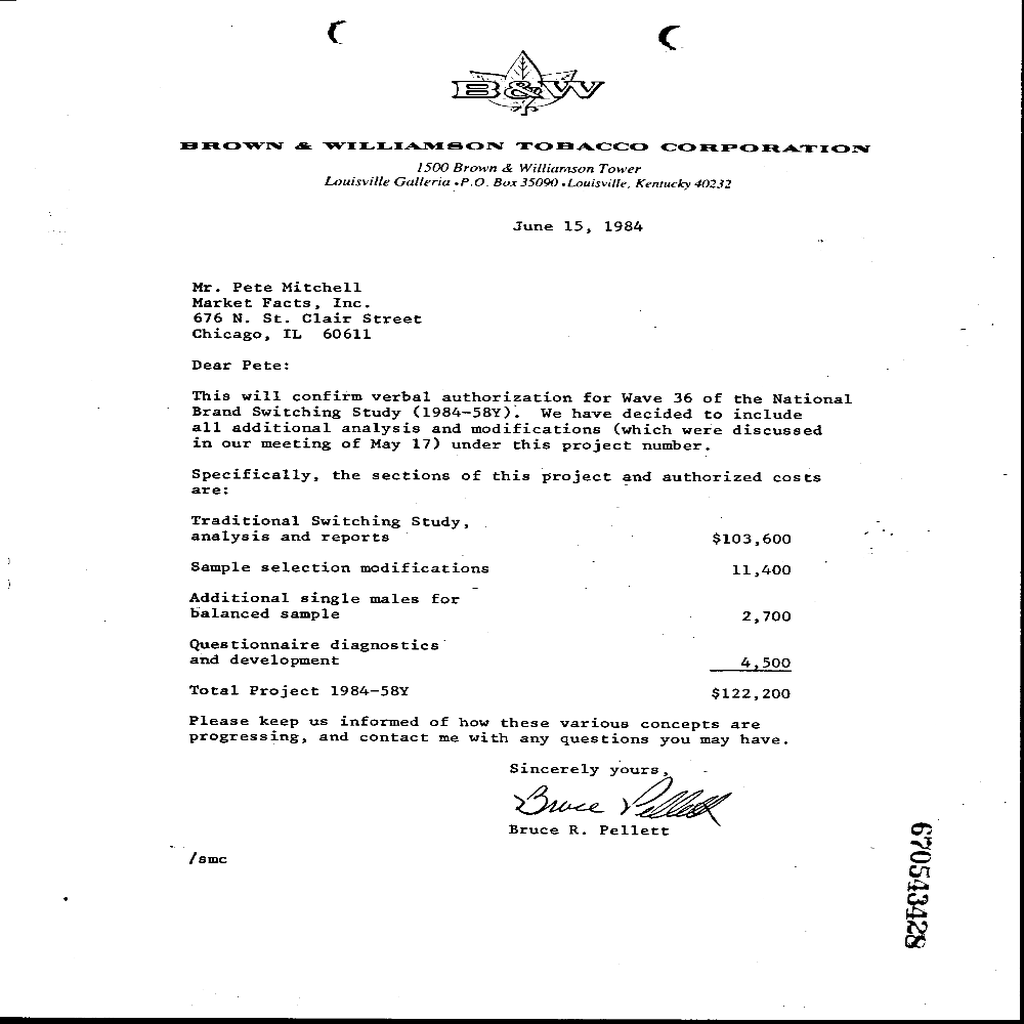 B&W
BROWN & WILLIAMSON TOBACCO CORPORATION
1500 Brown & Williamson Tower
Louisville Galleria • P.O. Box 35090 • Louisville, Kentucky 40232
June 15, 1984
Mr. Pete Mitchell
Market Facts, Inc.
676 N. St. Clair Street
Chicago, IL 60611
Dear Pete:
This will confirm verbal authorization for Wave 36 of the National
Brand Switching Study (1984-58Y). We have decided to include
all additional analysis and modifications (which were discussed
in our meeting of May 17) under this project number.
Specifically, the sections of this project and authorized costs
are:
Traditional Switching Study,
analysis and reports $103,600
Sample selection modifications 11,400
Additional single males for
balanced sample 2,700
Questionnaire diagnostics
and development 4,500
Total Project 1984-58Y $122,200
Please keep us informed of how these various concepts are
progressing, and contact me with any questions you may have.
Sincerely yours,
Bruce Pellett
Bruce R. Pellett
/smc
670543428